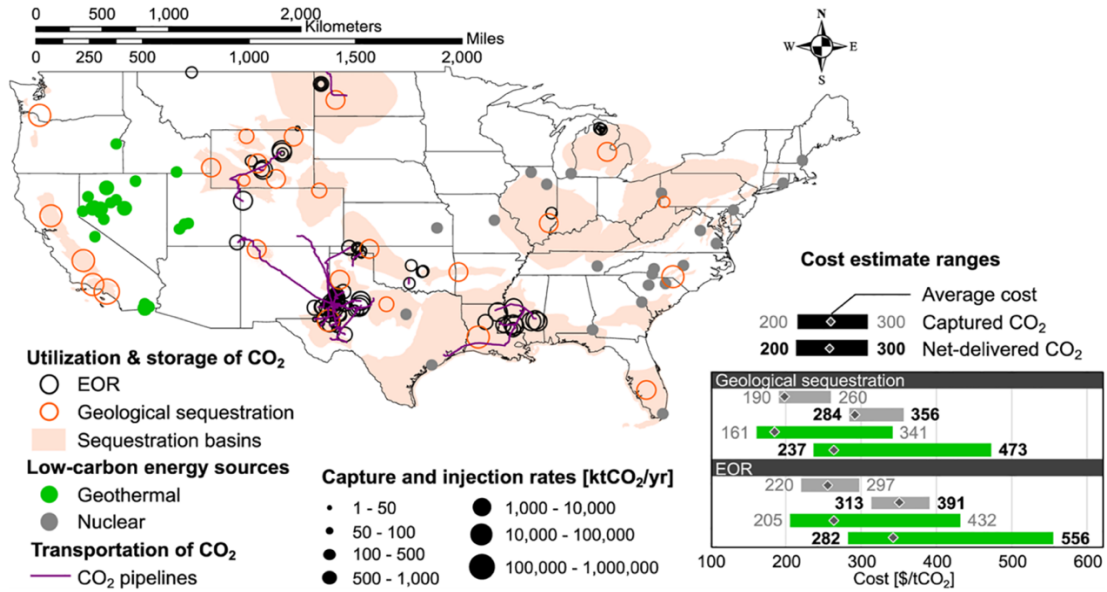 0 500 1,000 2,000
Kilometers
Miles
0 250 500 1,000 1,500 2,000
N
W E
S
Utilization & storage of CO₂
EOR
Geological sequestration
Sequestration basins
Low-carbon energy sources
Geothermal
Nuclear
Transportation of CO₂
CO₂ pipelines
Capture and injection rates [ktCO₂/yr]
1 - 50
50 - 100
100 - 500
500 - 1,000
1,000 - 10,000
10,000 - 100,000
100,000 - 1,000,000
Cost estimate ranges
Average cost
200 300 Captured CO₂
200 300 Net-delivered CO₂
Geological sequestration
190 260
284 356
161 341
237 473
EOR
220 297
313 391
205 432
282 556
100 200 300 400 500 600
Cost [$/tCO₂]